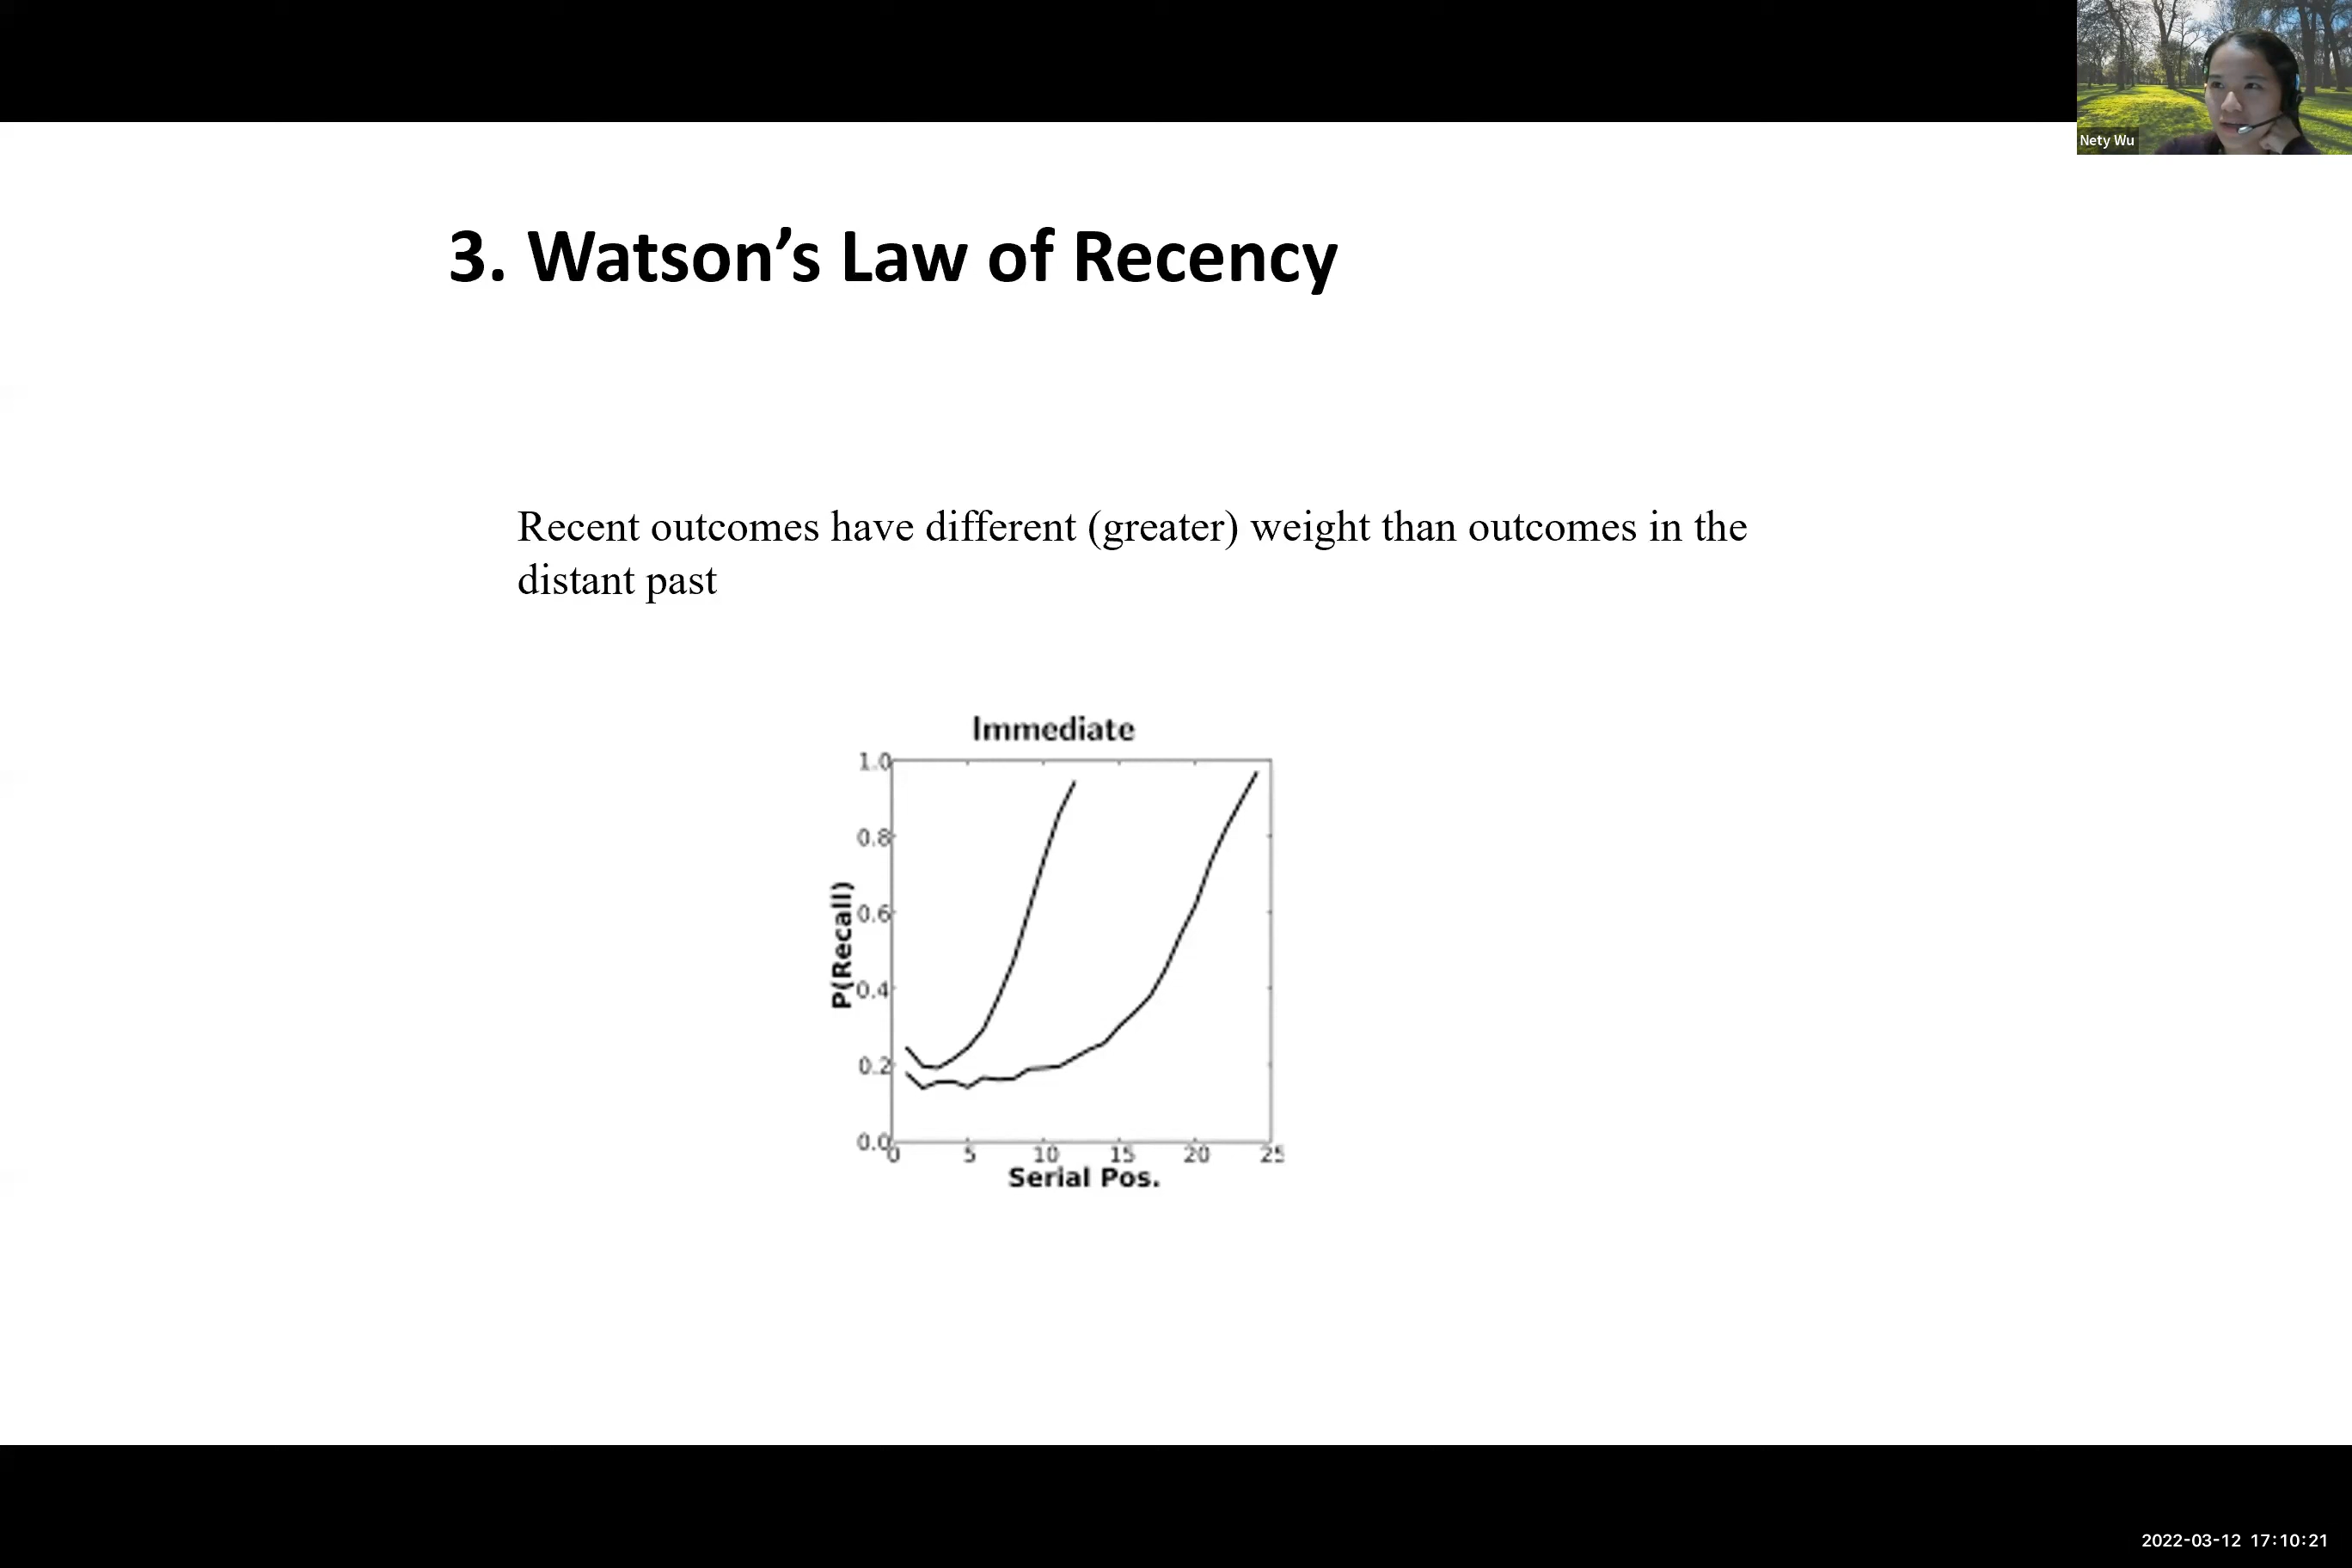 Nety Wu
3. Watson’s Law of Recency
Recent outcomes have different (greater) weight than outcomes in the
distant past
Immediate
1.0
0.8
0.6
0.4
0.2
0.0
P(Recall)
0 5 10 15 20 25
Serial Pos.
2022-03-12 17:10:21